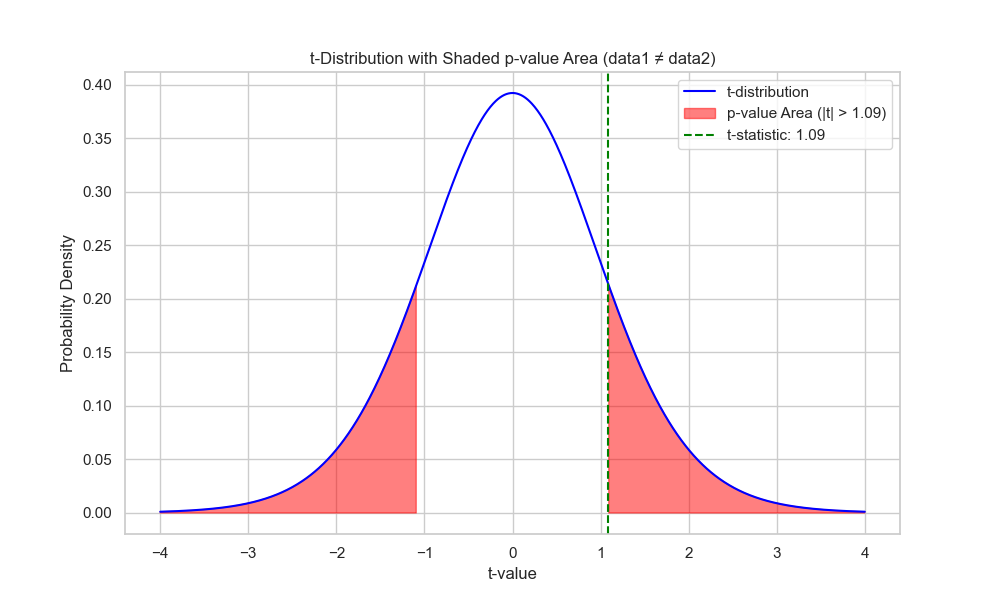 t-Distribution with Shaded p-value Area (data1 ≠ data2)
t-distribution
p-value Area (|t| > 1.09)
t-statistic: 1.09
Probability Density
0.40
0.35
0.30
0.25
0.20
0.15
0.10
0.05
0.00
−4 −3 −2 −1 0 1 2 3 4
t-value